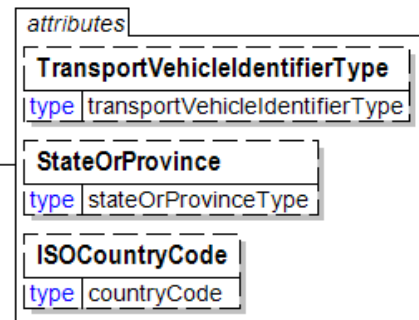 attributes
TransportVehicleIdentifierType
type transportVehicleIdentifierType
StateOrProvince
type stateOrProvinceType
ISOCountryCode
type countryCode